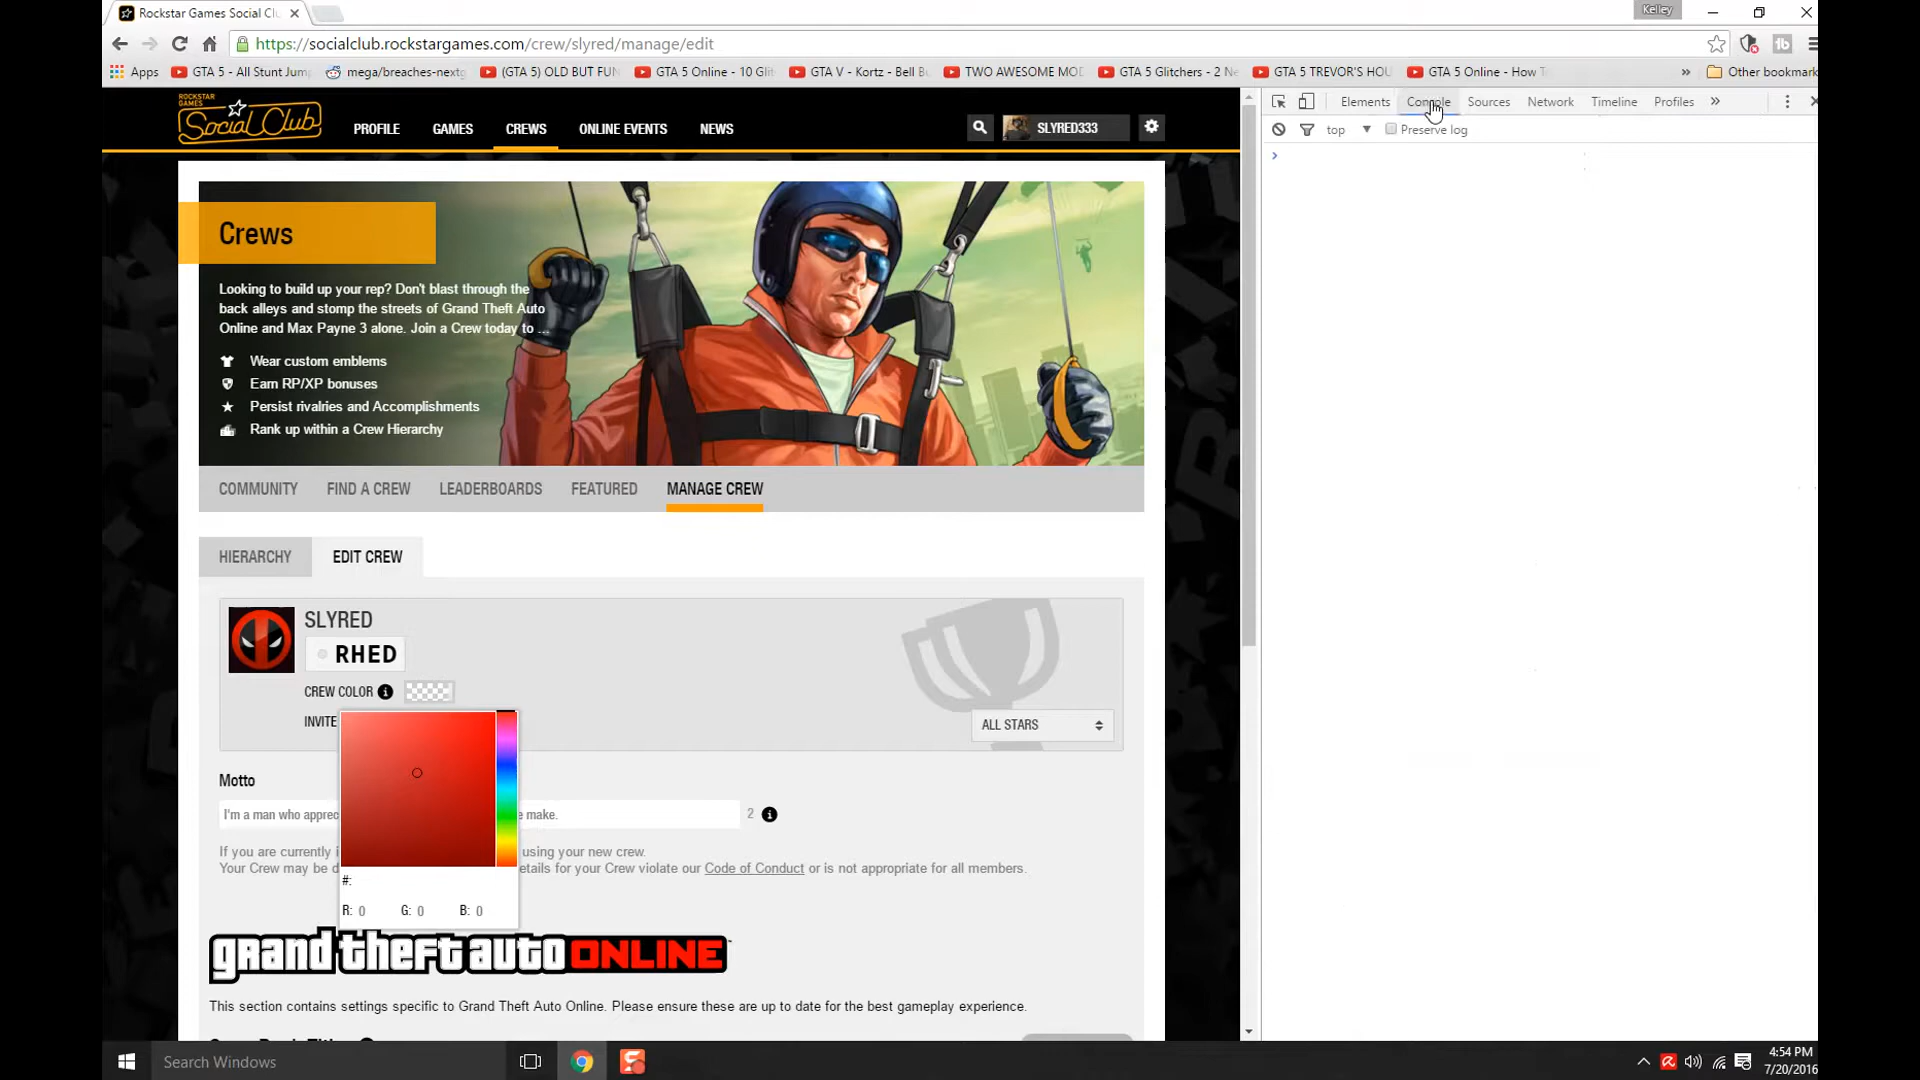 Rockstar Games Social Clu
Kelley
https://socialclub.rockstargames.com/crew/slyred/manage/edit
Apps
GTA 5 - All Stunt Jum
mega/breaches-nextg
(GTA 5) OLD BUT FUN
GTA 5 Online - 10 Glit
GTA V - Kortz - Bell B
TWO AWESOME MOD
GTA 5 Glitchers - 2 Ne
GTA 5 TREVOR'S HOU
GTA 5 Online - How T
»
Other bookmark
ROCKSTAR GAMES
Social Club
PROFILE GAMES CREWS ONLINE EVENTS NEWS
SLYRED333
Elements Console Sources Network Timeline Profiles »
top Preserve log
Crews
Looking to build up your rep? Don't blast through the
back alleys and stomp the streets of Grand Theft Auto
Online and Max Payne 3 alone. Join a Crew today to ...
Wear custom emblems
Earn RP/XP bonuses
Persist rivalries and Accomplishments
Rank up within a Crew Hierarchy
COMMUNITY FIND A CREW LEADERBOARDS FEATURED MANAGE CREW
HIERARCHY EDIT CREW
SLYRED
RHED
CREW COLOR
INVITE
ALL STARS
Motto
I'm a man who apprec e make. 2
If you are currently i using your new crew.
Your Crew may be d etails for your Crew violate our Code of Conduct or is not appropriate for all members.
#:
R: 0 G: 0 B: 0
grand theft auto ONLINE
This section contains settings specific to Grand Theft Auto Online. Please ensure these are up to date for the best gameplay experience.
Search Windows
4:54 PM
7/20/2016